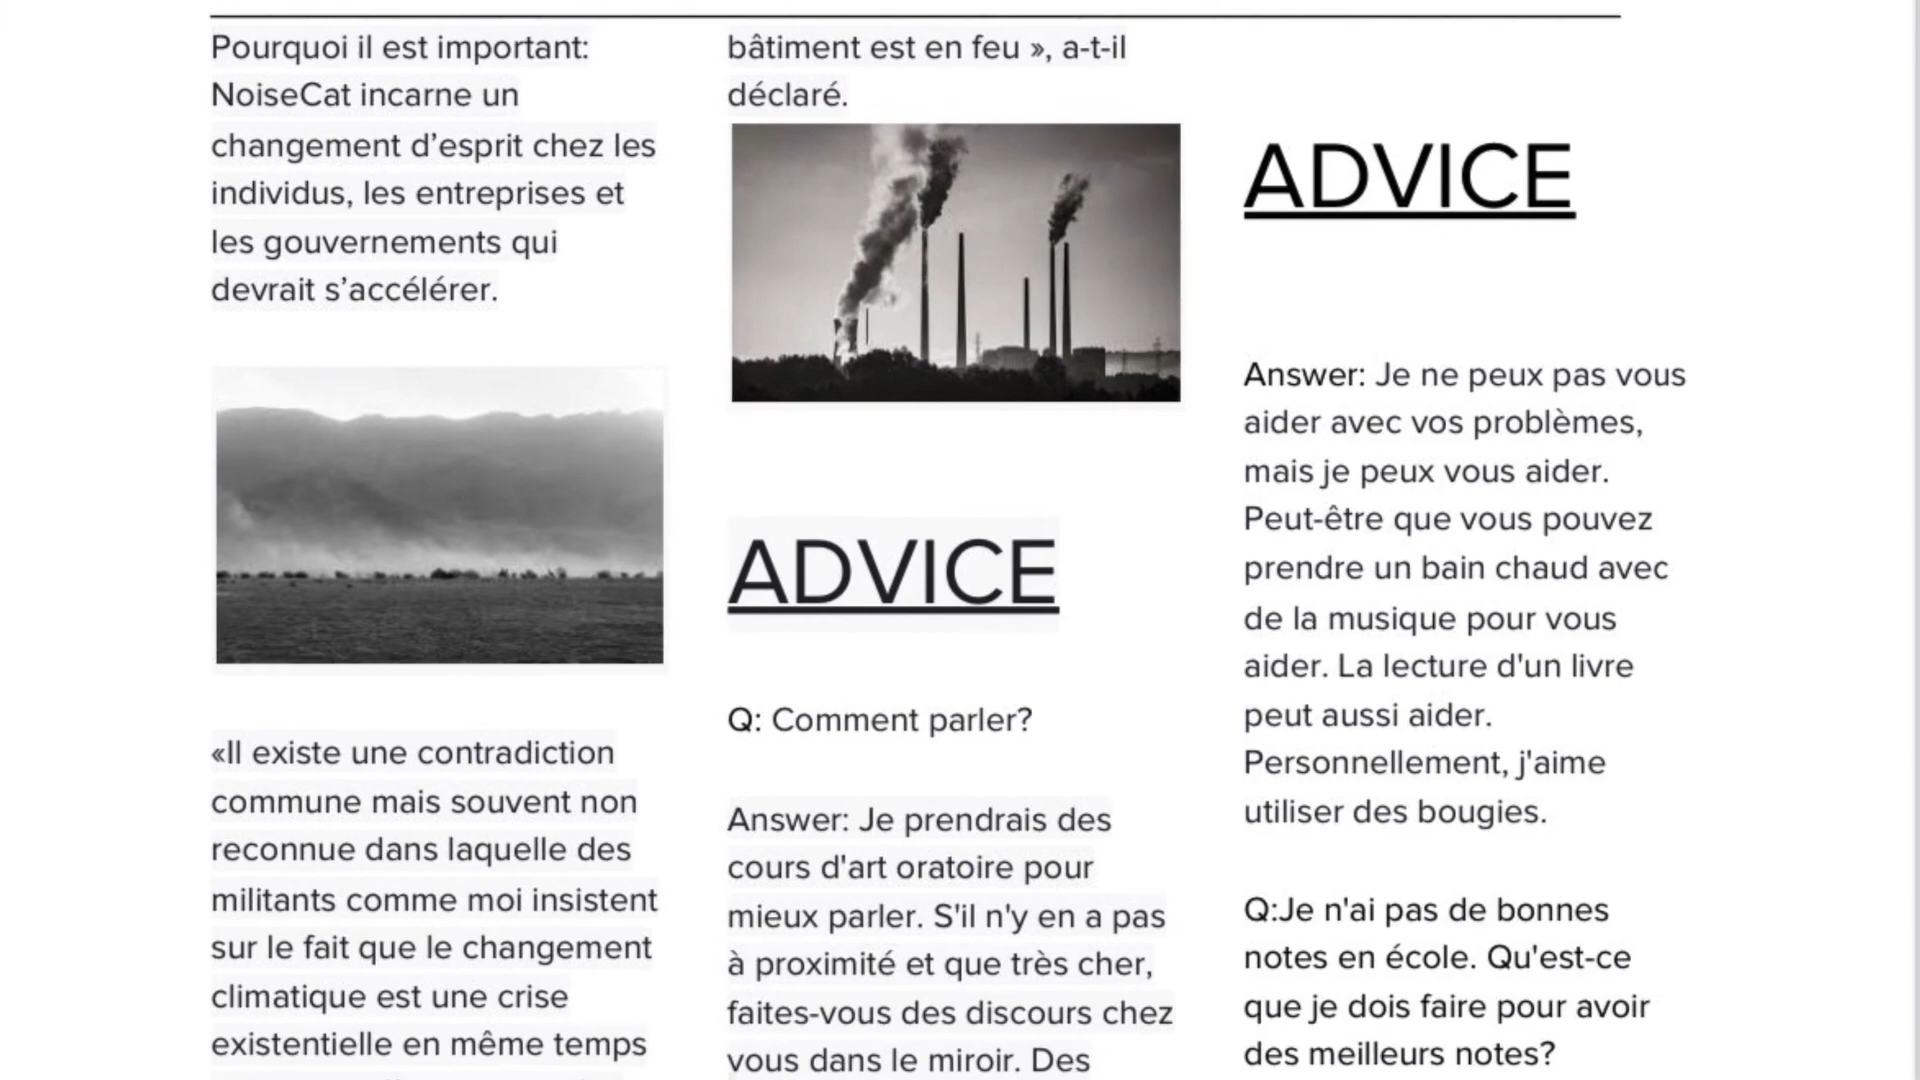 Pourquoi il est important:
NoiseCat incarne un
changement d’esprit chez les
individus, les entreprises et
les gouvernements qui
devrait s’accélérer.
«Il existe une contradiction
commune mais souvent non
reconnue dans laquelle des
militants comme moi insistent
sur le fait que le changement
climatique est une crise
existentielle en même temps
bâtiment est en feu », a-t-il
déclaré.
ADVICE
Q: Comment parler?
Answer: Je prendrais des
cours d'art oratoire pour
mieux parler. S'il n'y en a pas
à proximité et que très cher,
faites-vous des discours chez
vous dans le miroir. Des
ADVICE
Answer: Je ne peux pas vous
aider avec vos problèmes,
mais je peux vous aider.
Peut-être que vous pouvez
prendre un bain chaud avec
de la musique pour vous
aider. La lecture d'un livre
peut aussi aider.
Personnellement, j'aime
utiliser des bougies.
Q:Je n'ai pas de bonnes
notes en école. Qu'est-ce
que je dois faire pour avoir
des meilleurs notes?